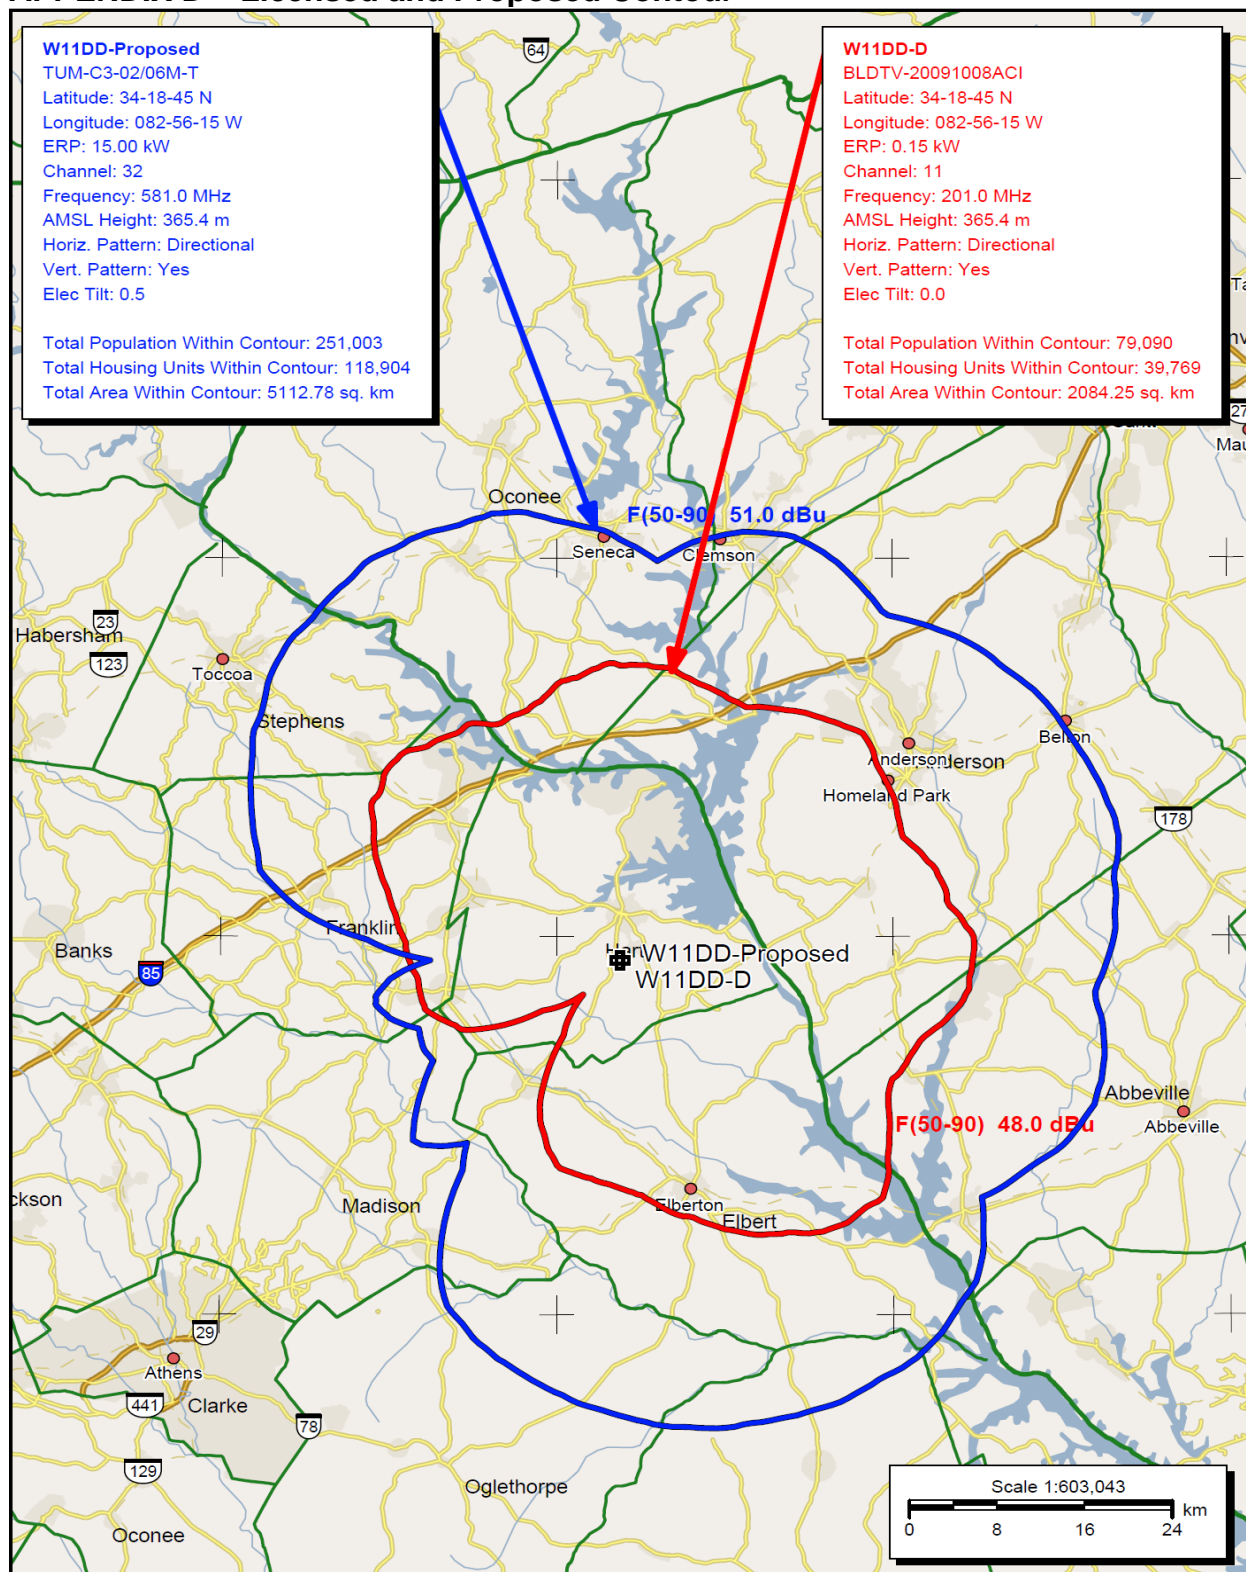 W11DD-Proposed
TUM-C3-02/06M-T
Latitude: 34-18-45 N
Longitude: 082-56-15 W
ERP: 15.00 kW
Channel: 32
Frequency: 581.0 MHz
AMSL Height: 365.4 m
Horiz. Pattern: Directional
Vert. Pattern: Yes
Elec Tilt: 0.5
Total Population Within Contour: 251,003
Total Housing Units Within Contour: 118,904
Total Area Within Contour: 5112.78 sq. km
64
W11DD-D
BLDTV-20091008ACI
Latitude: 34-18-45 N
Longitude: 082-56-15 W
ERP: 0.15 kW
Channel: 11
Frequency: 201.0 MHz
AMSL Height: 365.4 m
Horiz. Pattern: Directional
Vert. Pattern: Yes
Elec Tilt: 0.0
Total Population Within Contour: 79,090
Total Housing Units Within Contour: 39,769
Total Area Within Contour: 2084.25 sq. km
Oconee
F(50-90) 51.0 dBu
Seneca
Clemson
23
Habersham
123
Toccoa
Stephens
Belton
Anderson
Anderson
Homeland Park
178
Franklin
Banks
85
Hart
W11DD-Proposed
W11DD-D
Abbeville
F(50-90) 48.0 dBu
Abbeville
Madison
Elberton
Elbert
29
Athens
441
Clarke
78
129
Oglethorpe
Oconee
Scale 1:603,043
km
0 8 16 24